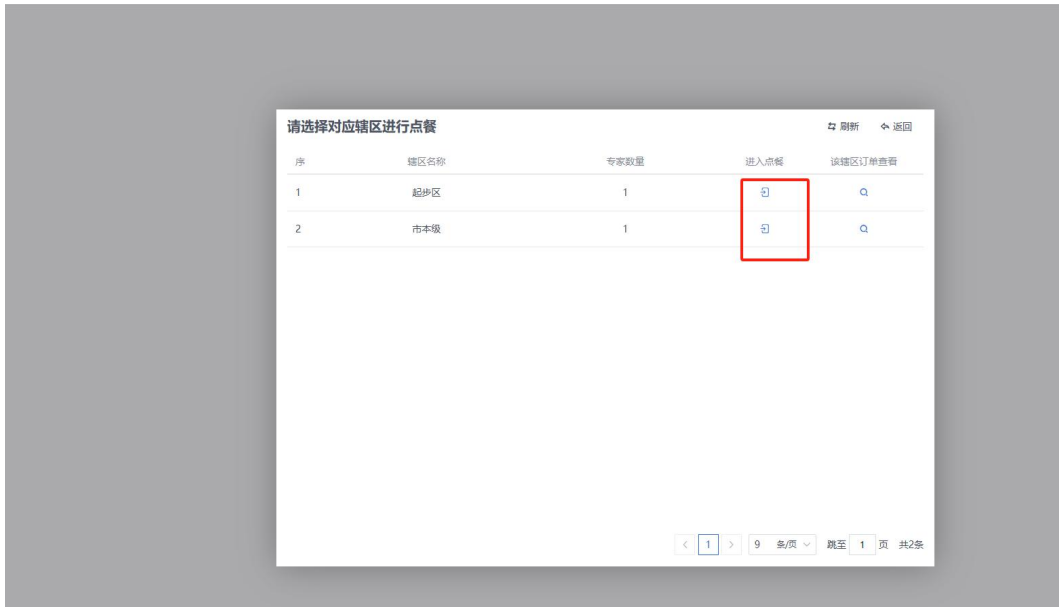 请选择对应辖区进行点餐 刷新 返回
序 辖区名称 专家数量 进入点餐 该辖区订单查看
1 起步区 1
2 市本级 1
1 9 条/页 跳至 1 页 共2条